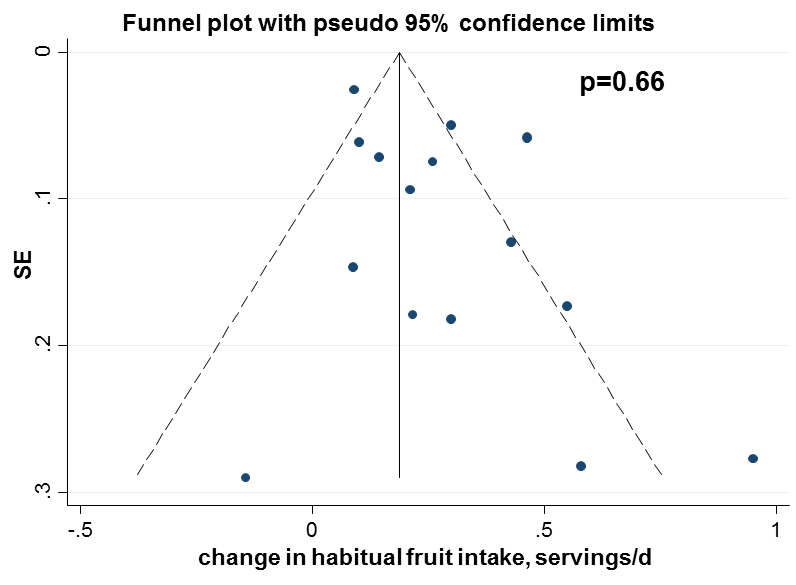 Funnel plot with pseudo 95% confidence limits
p=0.66
0
.1
.2
.3
SE
-.5 0 .5 1
change in habitual fruit intake, servings/d